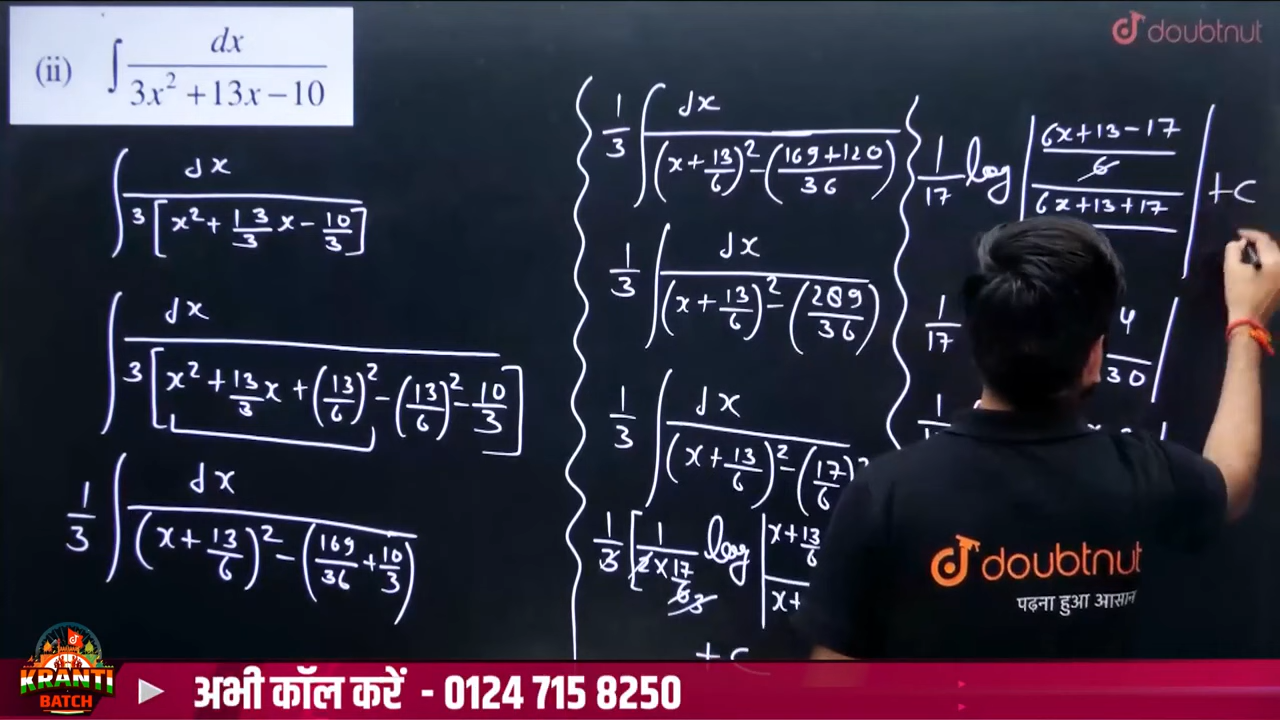 (ii) ∫ dx / 3x² + 13x − 10
doubtnut
∫ dx / 3[x² + 13/3 x − 10/3]
∫ dx / 3[x² + 13/3 x + (13/6)² − (13/6)² − 10/3]
1/3 ∫ dx / (x + 13/6)² − (169/36 + 10/3)
1/3 ∫ dx / (x + 13/6)² − (169+120/36)
1/3 ∫ dx / (x + 13/6)² − (289/36)
1/3 ∫ dx / (x + 13/6)² − (17/6)²
1/3 [1 / 2×17/6 log |x + 13/6 / x +
3
+ C
1/17 log |6x+13−17 / 6 / 6x+13+17| + C
1/17 4/30|
doubtnut
पढ़ना हुआ आसान
KRANTI
BATCH
अभी कॉल करें - 0124 715 8250